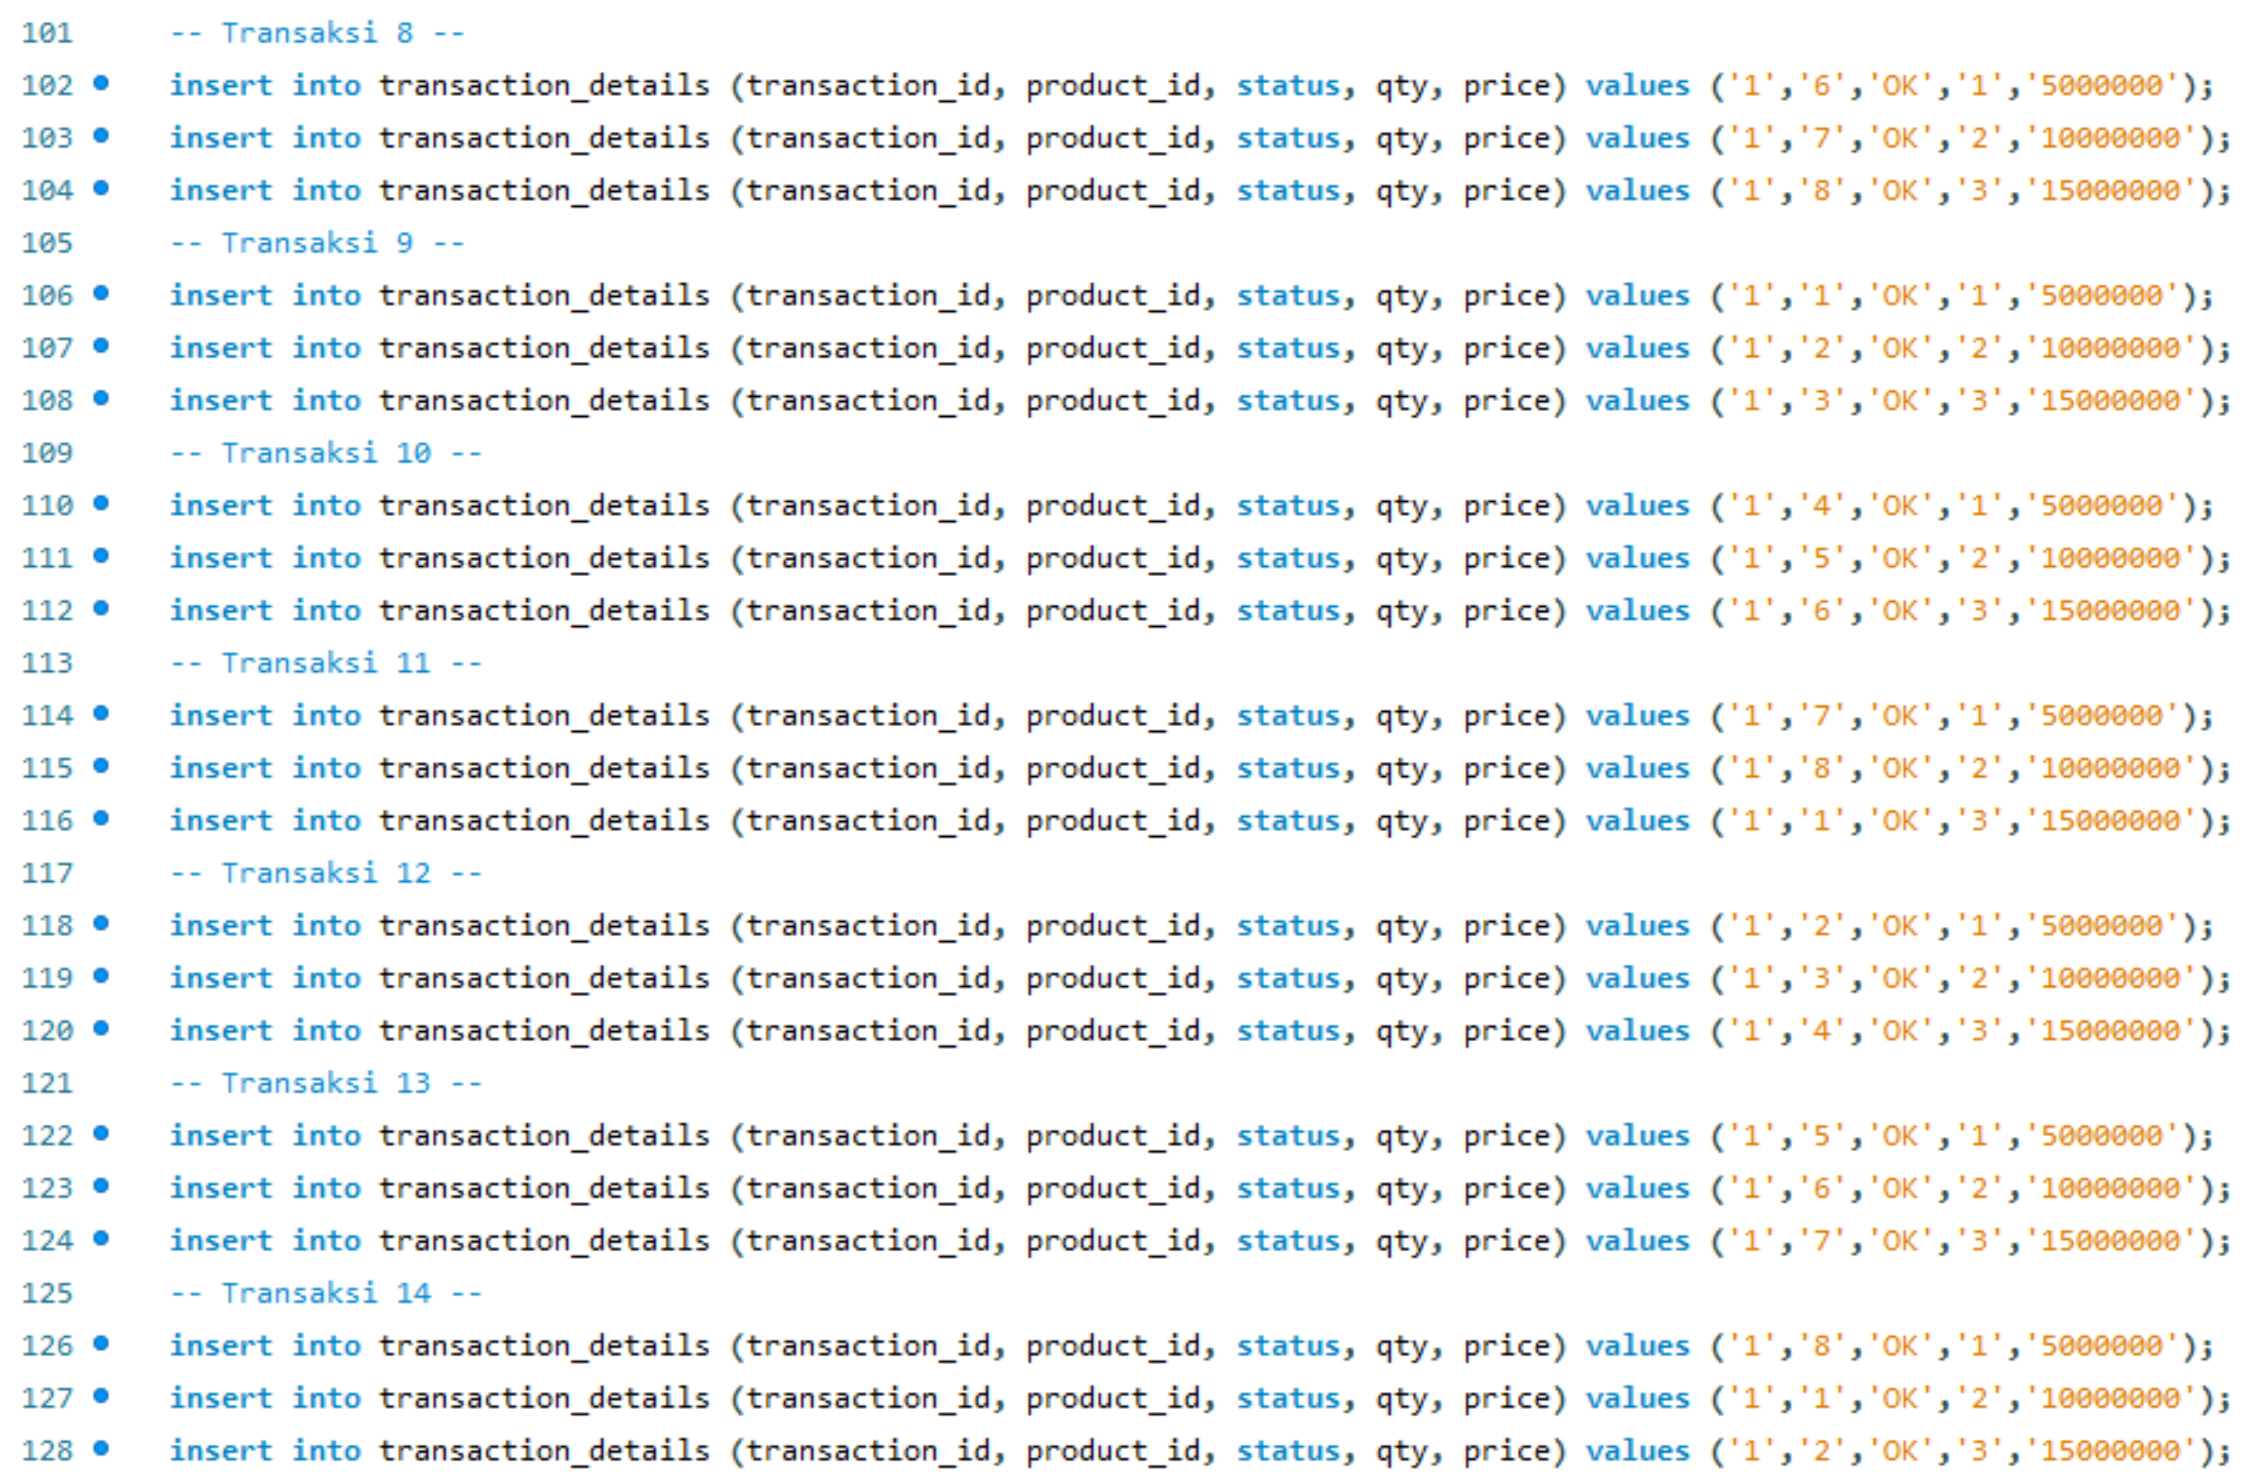 101 -- Transaksi 8 --
102 insert into transaction_details (transaction_id, product_id, status, qty, price) values ('1','6','OK','1','5000000');
103 insert into transaction_details (transaction_id, product_id, status, qty, price) values ('1','7','OK','2','10000000');
104 insert into transaction_details (transaction_id, product_id, status, qty, price) values ('1','8','OK','3','15000000');
105 -- Transaksi 9 --
106 insert into transaction_details (transaction_id, product_id, status, qty, price) values ('1','1','OK','1','5000000');
107 insert into transaction_details (transaction_id, product_id, status, qty, price) values ('1','2','OK','2','10000000');
108 insert into transaction_details (transaction_id, product_id, status, qty, price) values ('1','3','OK','3','15000000');
109 -- Transaksi 10 --
110 insert into transaction_details (transaction_id, product_id, status, qty, price) values ('1','4','OK','1','5000000');
111 insert into transaction_details (transaction_id, product_id, status, qty, price) values ('1','5','OK','2','10000000');
112 insert into transaction_details (transaction_id, product_id, status, qty, price) values ('1','6','OK','3','15000000');
113 -- Transaksi 11 --
114 insert into transaction_details (transaction_id, product_id, status, qty, price) values ('1','7','OK','1','5000000');
115 insert into transaction_details (transaction_id, product_id, status, qty, price) values ('1','8','OK','2','10000000');
116 insert into transaction_details (transaction_id, product_id, status, qty, price) values ('1','1','OK','3','15000000');
117 -- Transaksi 12 --
118 insert into transaction_details (transaction_id, product_id, status, qty, price) values ('1','2','OK','1','5000000');
119 insert into transaction_details (transaction_id, product_id, status, qty, price) values ('1','3','OK','2','10000000');
120 insert into transaction_details (transaction_id, product_id, status, qty, price) values ('1','4','OK','3','15000000');
121 -- Transaksi 13 --
122 insert into transaction_details (transaction_id, product_id, status, qty, price) values ('1','5','OK','1','5000000');
123 insert into transaction_details (transaction_id, product_id, status, qty, price) values ('1','6','OK','2','10000000');
124 insert into transaction_details (transaction_id, product_id, status, qty, price) values ('1','7','OK','3','15000000');
125 -- Transaksi 14 --
126 insert into transaction_details (transaction_id, product_id, status, qty, price) values ('1','8','OK','1','5000000');
127 insert into transaction_details (transaction_id, product_id, status, qty, price) values ('1','1','OK','2','10000000');
128 insert into transaction_details (transaction_id, product_id, status, qty, price) values ('1','2','OK','3','15000000');